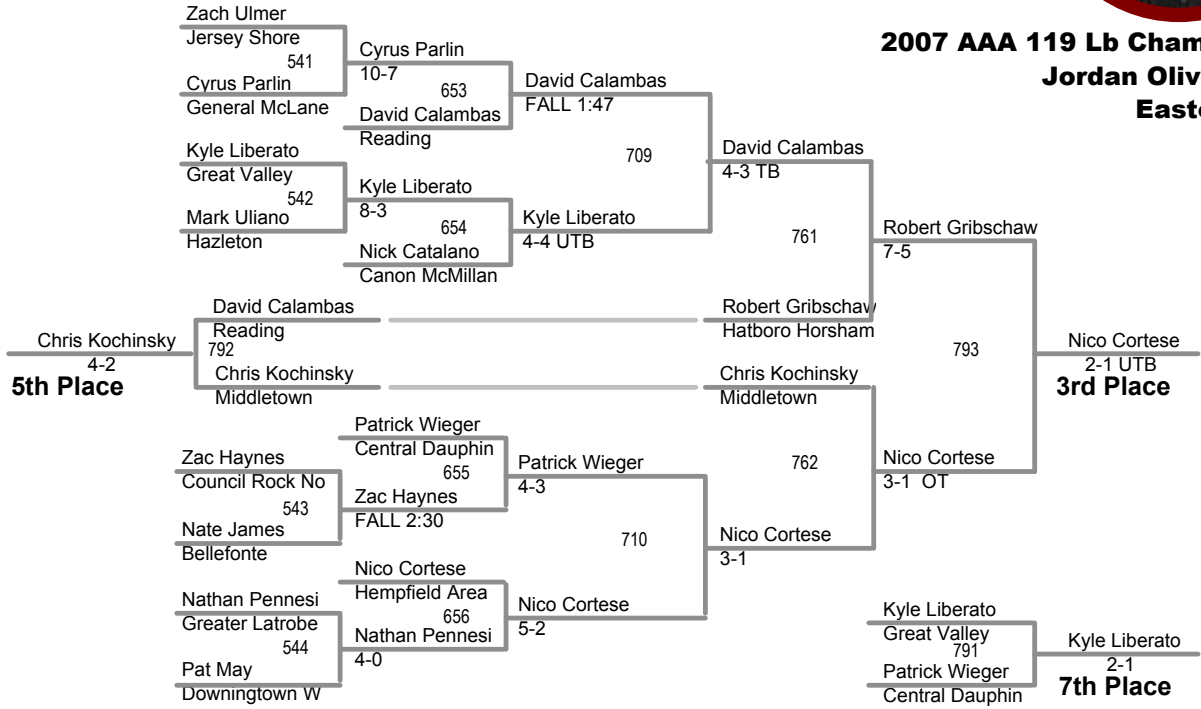 2007 AAA 119 Lb Cham
Jordan Oliv
Easte
Zach Ulmer
Jersey Shore
541
Cyrus Parlin
General McLane
Cyrus Parlin
10-7
653
David Calambas
Reading
David Calambas
FALL 1:47
Kyle Liberato
Great Valley
542
Mark Uliano
Hazleton
Kyle Liberato
8-3
654
Nick Catalano
Canon McMillan
Kyle Liberato
4-4 UTB
709
David Calambas
4-3 TB
761
Robert Gribschaw
Hatboro Horsham
Robert Gribschaw
7-5
David Calambas
Reading
792
Chris Kochinsky
Middletown
Chris Kochinsky
4-2
5th Place
Chris Kochinsky
Middletown
793
Nico Cortese
2-1 UTB
3rd Place
Patrick Wieger
Central Dauphin
655
Zac Haynes
Council Rock No
543
Nate James
Bellefonte
Zac Haynes
FALL 2:30
Patrick Wieger
4-3
710
Nico Cortese
Hempfield Area
656
Nathan Pennesi
Greater Latrobe
544
Pat May
Downingtown W
Nathan Pennesi
4-0
Nico Cortese
5-2
Nico Cortese
3-1
762
Nico Cortese
3-1 OT
Kyle Liberato
Great Valley
791
Patrick Wieger
Central Dauphin
Kyle Liberato
2-1
7th Place